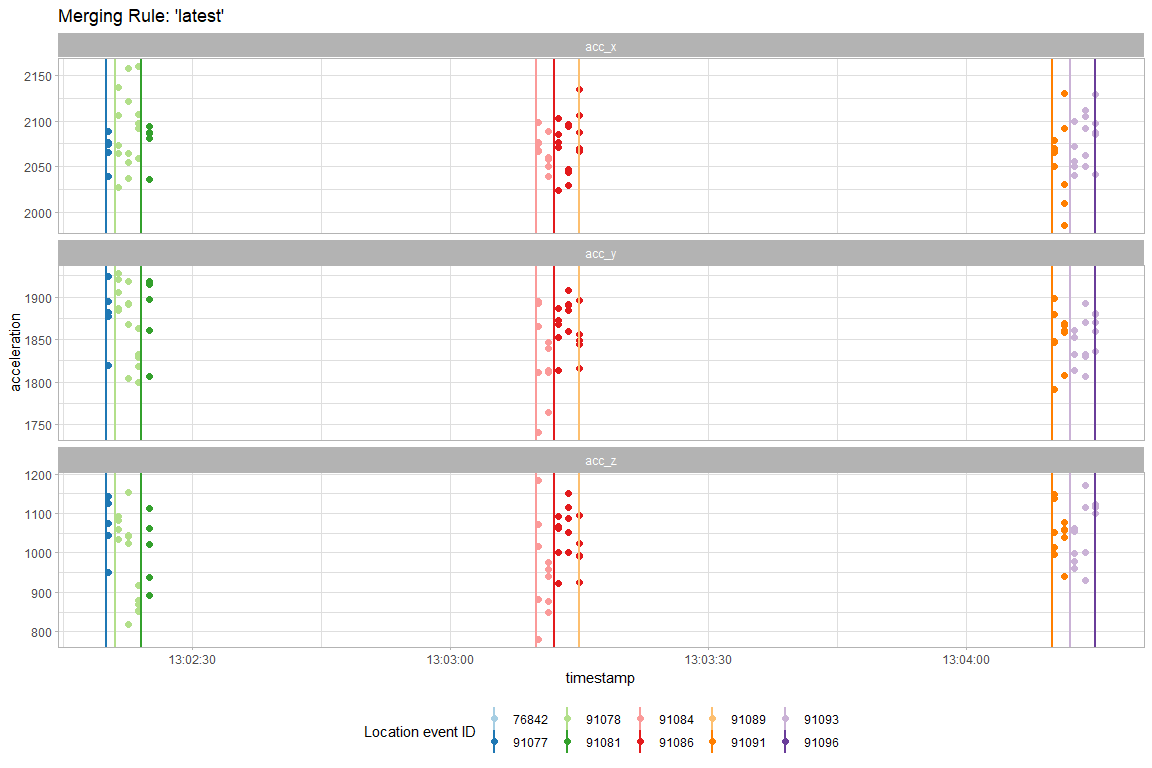 Merging Rule: 'latest'
acc_x
2150
2100
2050
2000
acc_y
1900
1850
1800
1750
acceleration
acc_z
1200
1100
1000
900
800
13:02:30 13:03:00 13:03:30 13:04:00
timestamp
Location event ID
76842 91078 91084 91089 91093
91077 91081 91086 91091 91096